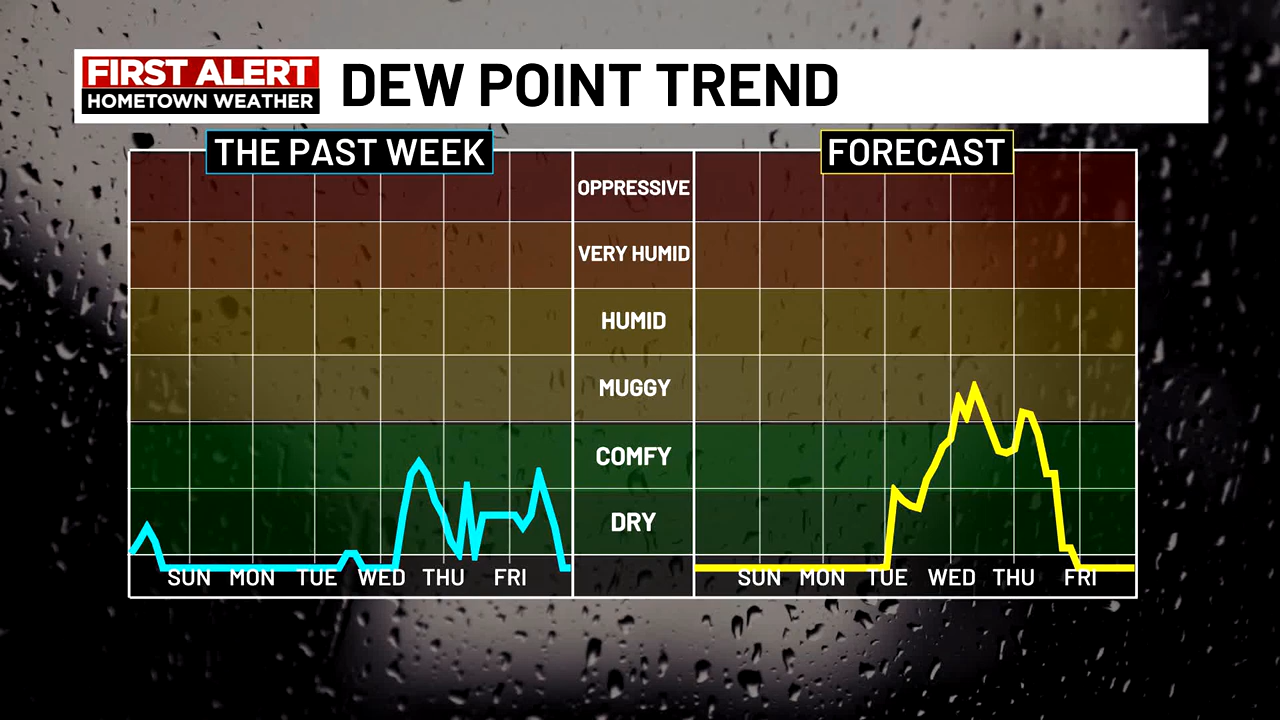 FIRST ALERT
HOMETOWN WEATHER
DEW POINT TREND
THE PAST WEEK
FORECAST
OPPRESSIVE
VERY HUMID
HUMID
MUGGY
COMFY
DRY
SUN MON TUE WED THU FRI
SUN MON TUE WED THU FRI